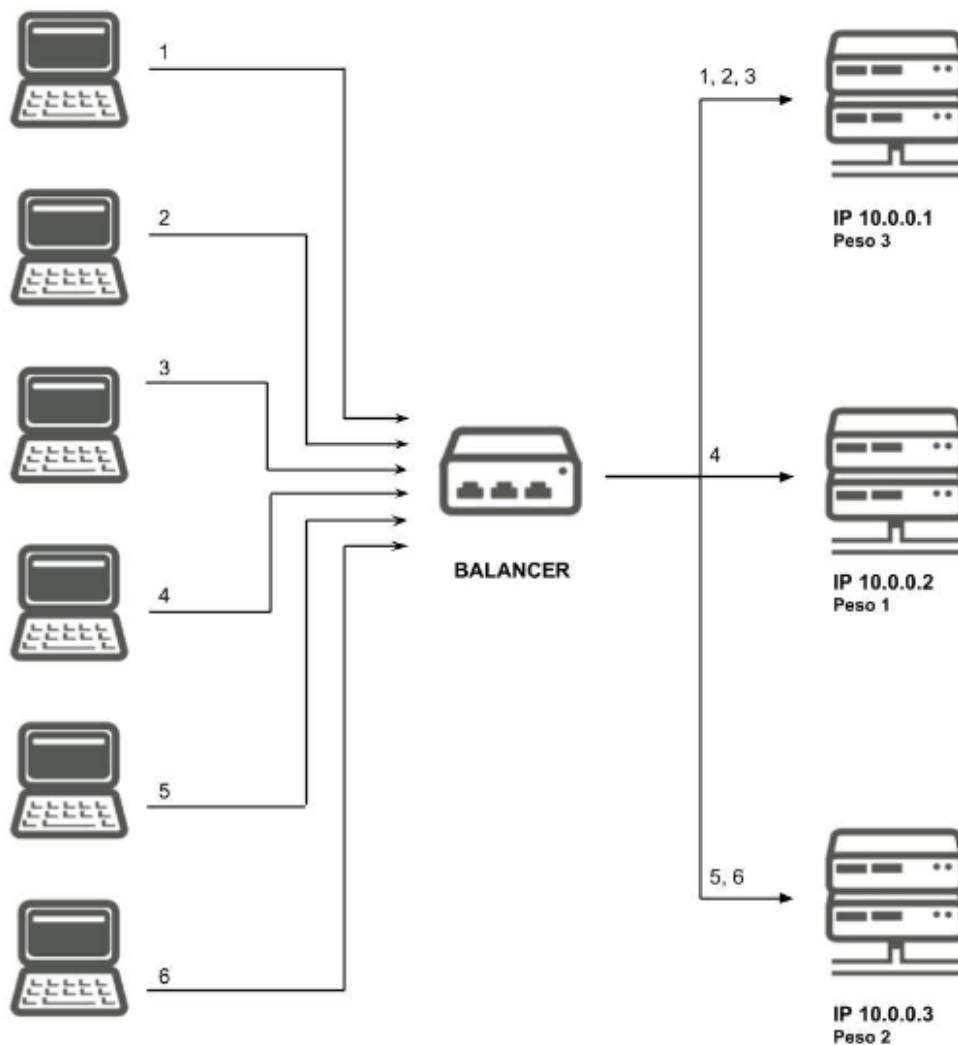 1
2
3
4
5
6
BALANCER
1, 2, 3
IP 10.0.0.1
Peso 3
4
IP 10.0.0.2
Peso 1
5, 6
IP 10.0.0.3
Peso 2